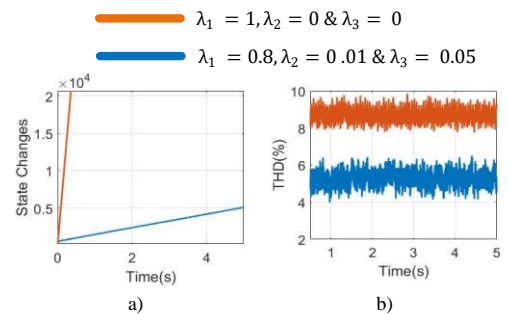 λ₁ = 1, λ₂ = 0 & λ₃ = 0
λ₁ = 0.8, λ₂ = 0 .01 & λ₃ = 0.05
×10⁴
2
1.5
1
0.5
0 2 4
State Changes
Time(s)
a)
10
8
6
4
2
1 2 3 4 5
THD(%)
Time(s)
b)